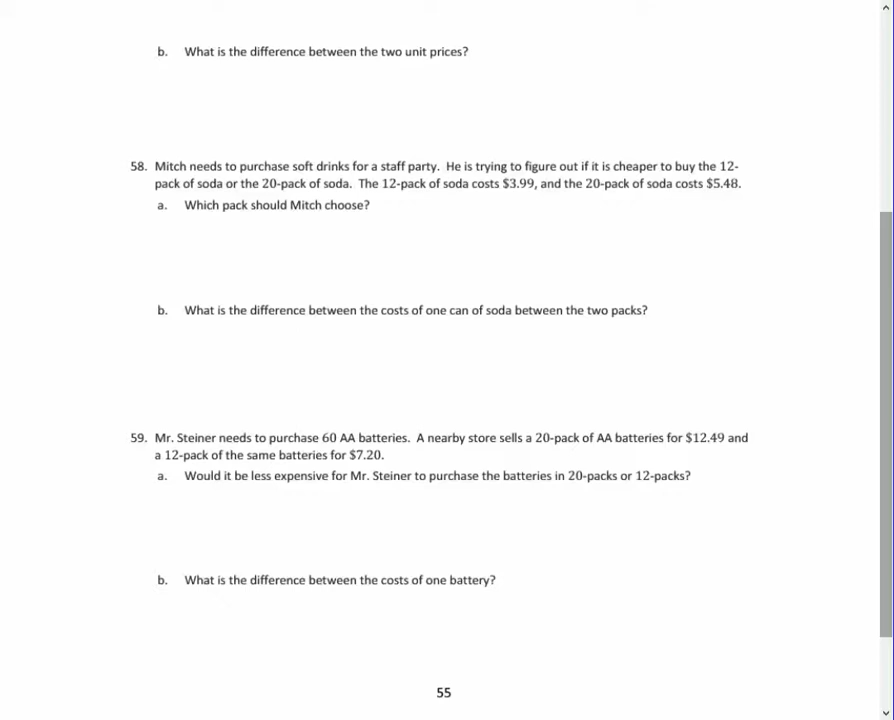 b. What is the difference between the two unit prices?
58. Mitch needs to purchase soft drinks for a staff party. He is trying to figure out if it is cheaper to buy the 12-
pack of soda or the 20-pack of soda. The 12-pack of soda costs $3.99, and the 20-pack of soda costs $5.48.
a. Which pack should Mitch choose?
b. What is the difference between the costs of one can of soda between the two packs?
59. Mr. Steiner needs to purchase 60 AA batteries. A nearby store sells a 20-pack of AA batteries for $12.49 and
a 12-pack of the same batteries for $7.20.
a. Would it be less expensive for Mr. Steiner to purchase the batteries in 20-packs or 12-packs?
b. What is the difference between the costs of one battery?
55